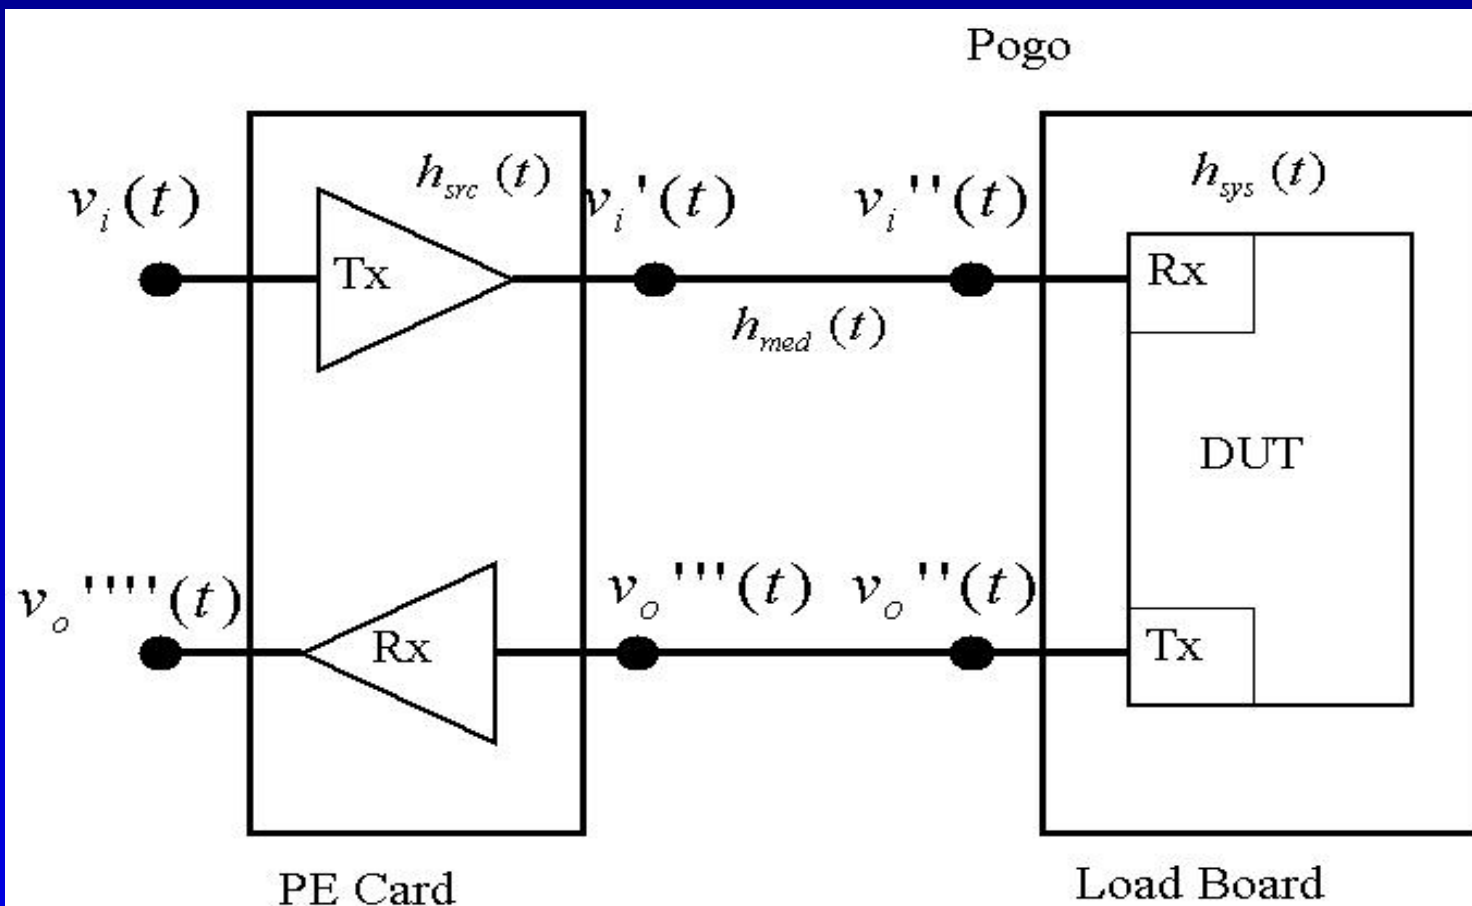 Pogo
h_src (t)
h_sys (t)
v_i (t)
v_i '(t)
v_i ''(t)
Tx
Rx
h_med (t)
DUT
v_o ''''(t)
v_o '''(t)
v_o ''(t)
Rx
Tx
PE Card
Load Board